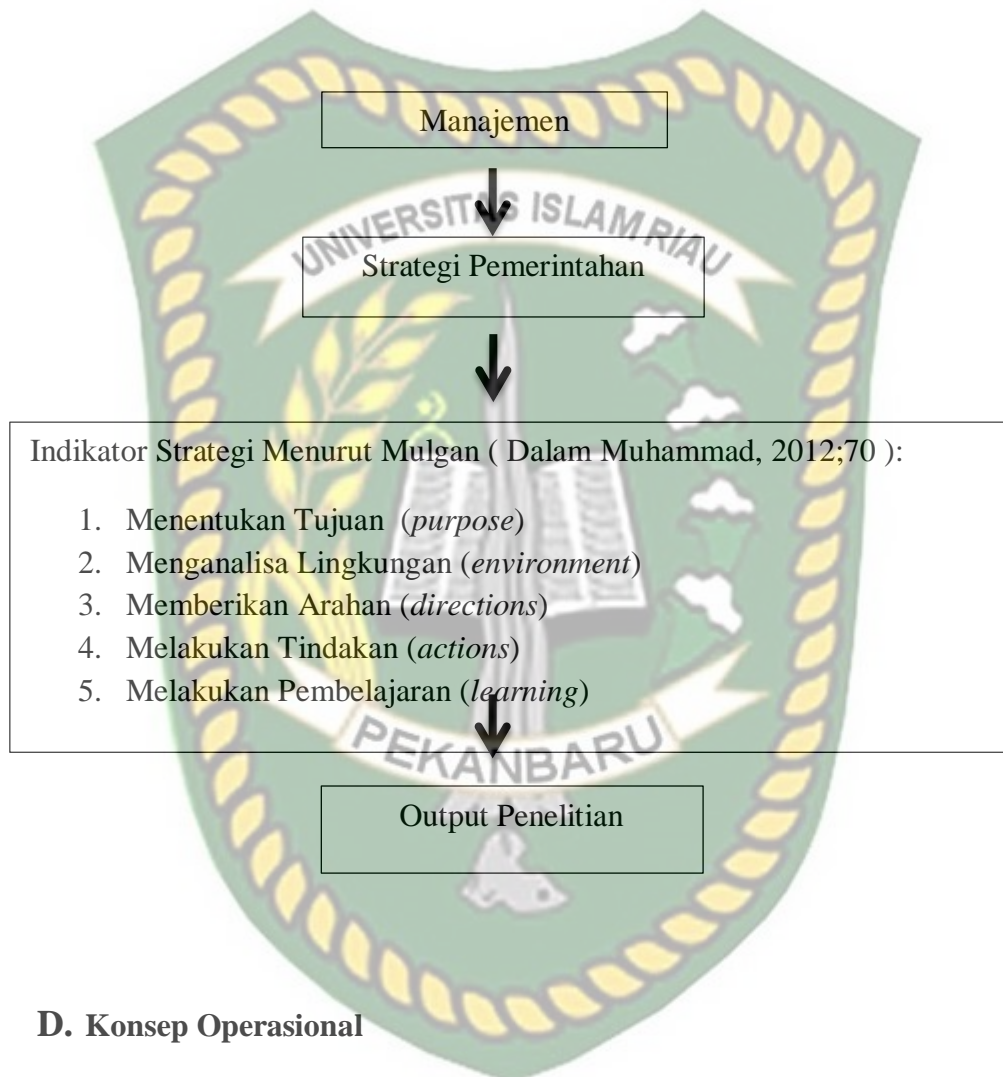 Manajemen
UNIVERSITAS ISLAM RIAU
Strategi Pemerintahan
Indikator Strategi Menurut Mulgan ( Dalam Muhammad, 2012;70 ):
1. Menentukan Tujuan (purpose)
2. Menganalisa Lingkungan (environment)
3. Memberikan Arahan (directions)
4. Melakukan Tindakan (actions)
5. Melakukan Pembelajaran (learning)
PEKANBARU
Output Penelitian
D. Konsep Operasional